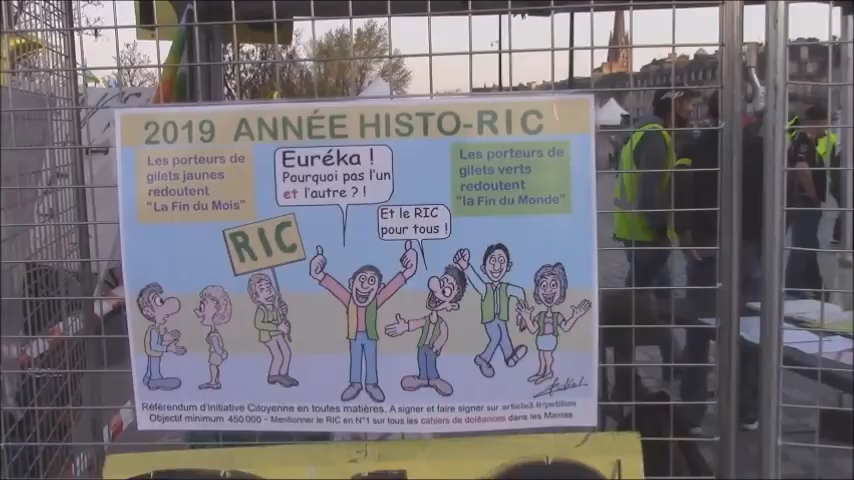 2019 ANNÉE HISTO-RIC
Les porteurs de
gilets jaunes
redoutent
"La Fin du Mois"
Euréka !
Pourquoi pas l'un
et l'autre ? !
Les porteurs de
gilets verts
redoutent
"la Fin du Monde"
Et le RIC
pour tous !
RIC
Référendum d'Initiative Citoyenne en toutes matières. A signer et faire signer sur article3.fr/petition
Objectif minimum 450 000 - Mentionner le RIC en N°1 sur tous les cahiers de doléances dans les Mairies